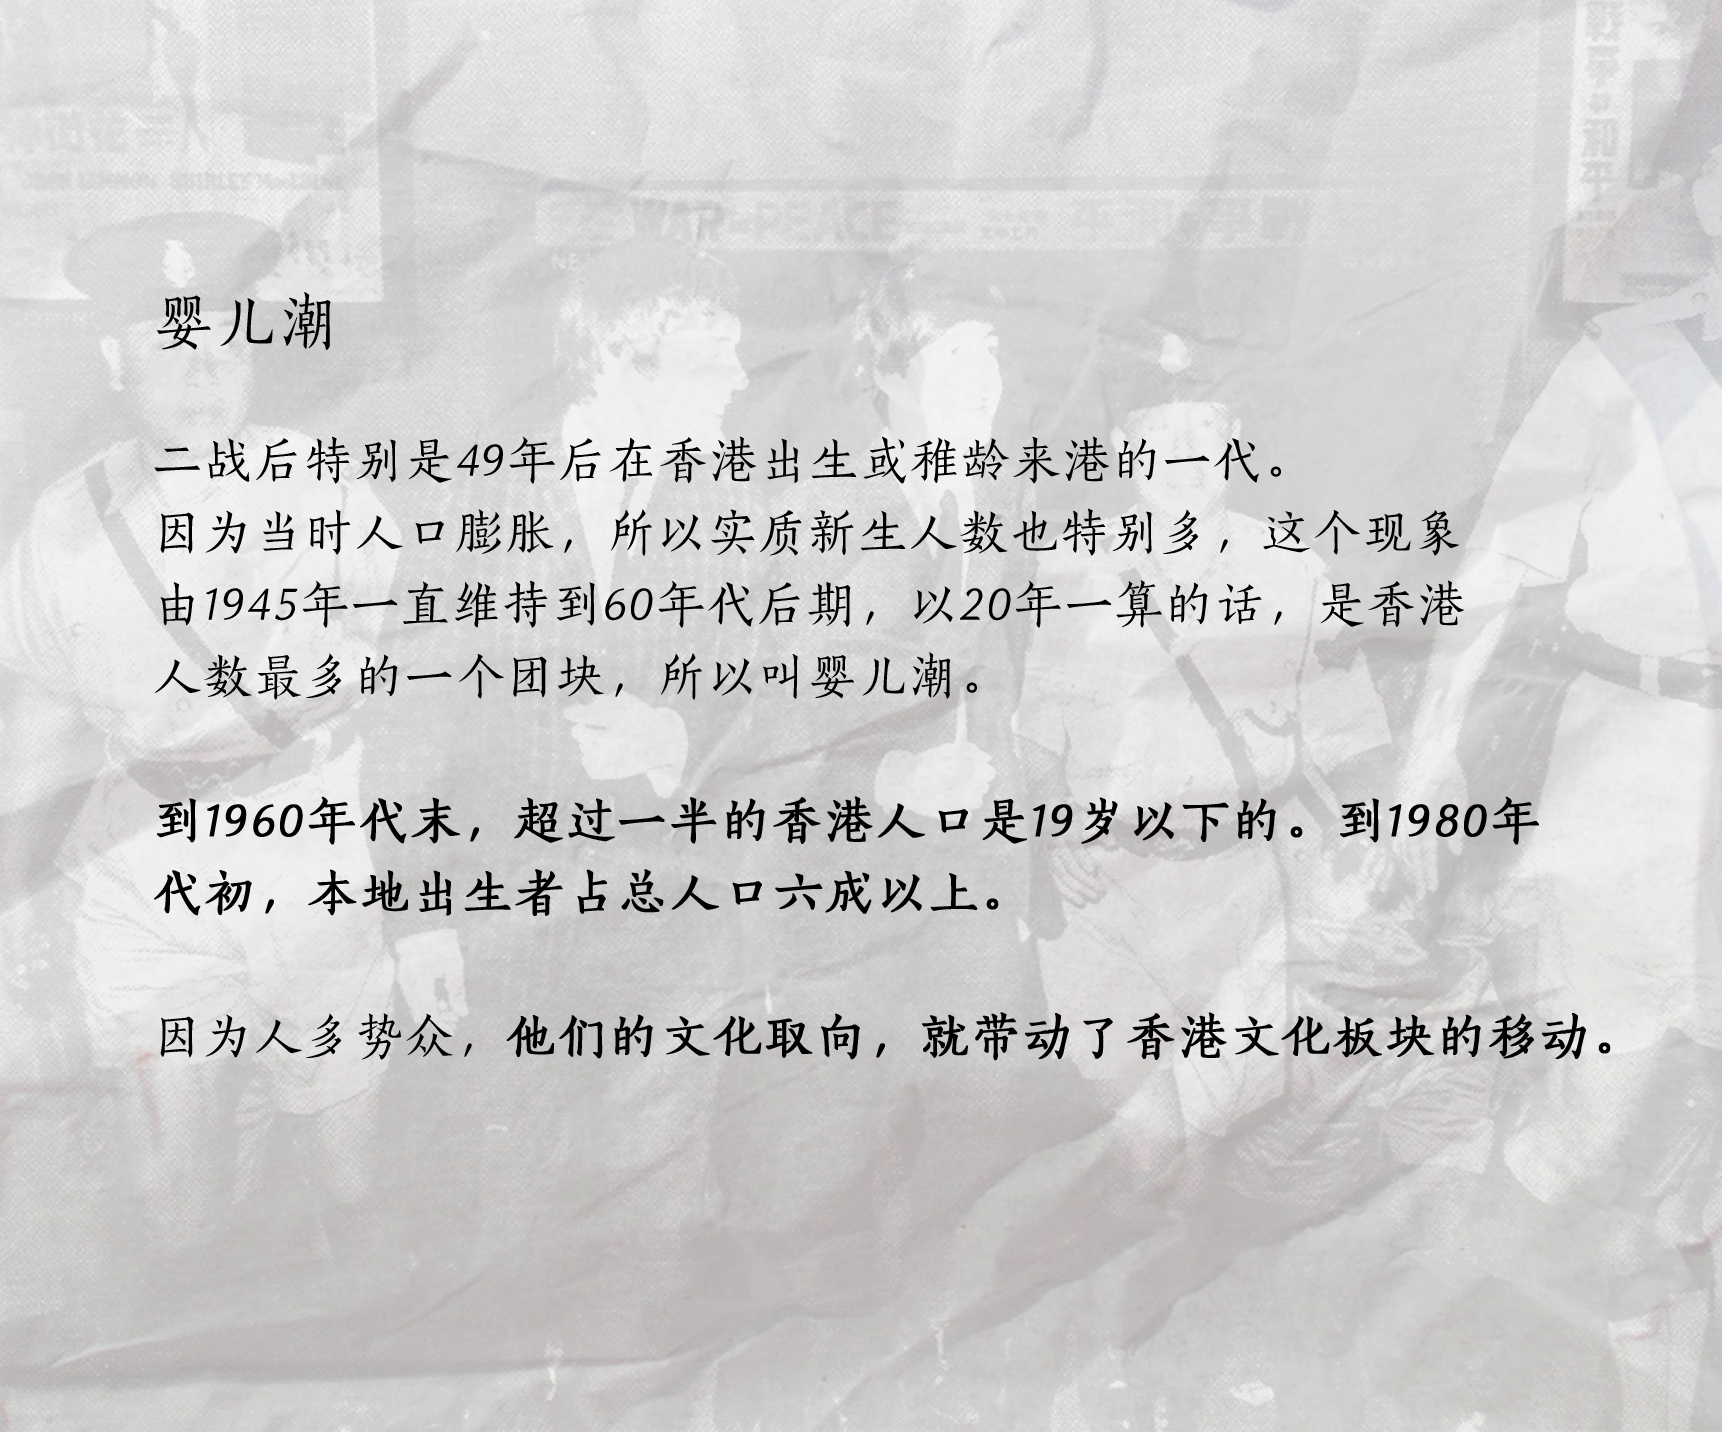 WAR AND PEACE
和平
婴儿潮
二战后特别是49年后在香港出生或稚龄来港的一代。
因为当时人口膨胀，所以实质新生人数也特别多，这个现象
由1945年一直维持到60年代后期，以20年一算的话，是香港
人数最多的一个团块，所以叫婴儿潮。
到1960年代末，超过一半的香港人口是19岁以下的。到1980年
代初，本地出生者占总人口六成以上。
因为人多势众，他们的文化取向，就带动了香港文化板块的移动。